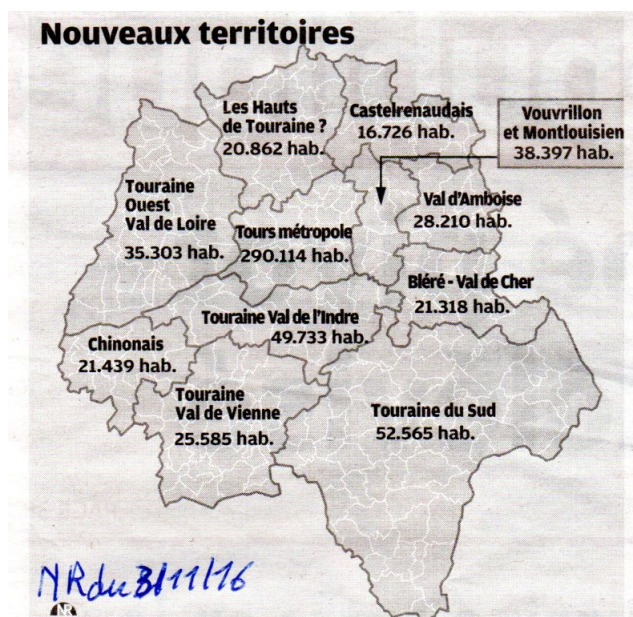 Nouveaux territoires
Les Hauts
de Touraine ?
20.862 hab.
Castelrenaudais
16.726 hab.
Vouvrillon
et Montlouisien
38.397 hab.
Touraine
Ouest
Val de Loire
35.303 hab.
Tours métropole
290.114 hab.
Val d'Amboise
28.210 hab.
Bléré - Val de Cher
21.318 hab.
Touraine Val de l'Indre
49.733 hab.
Chinonais
21.439 hab.
Touraine
Val de Vienne
25.585 hab.
Touraine du Sud
52.565 hab.
NR du 3/11/16
NR